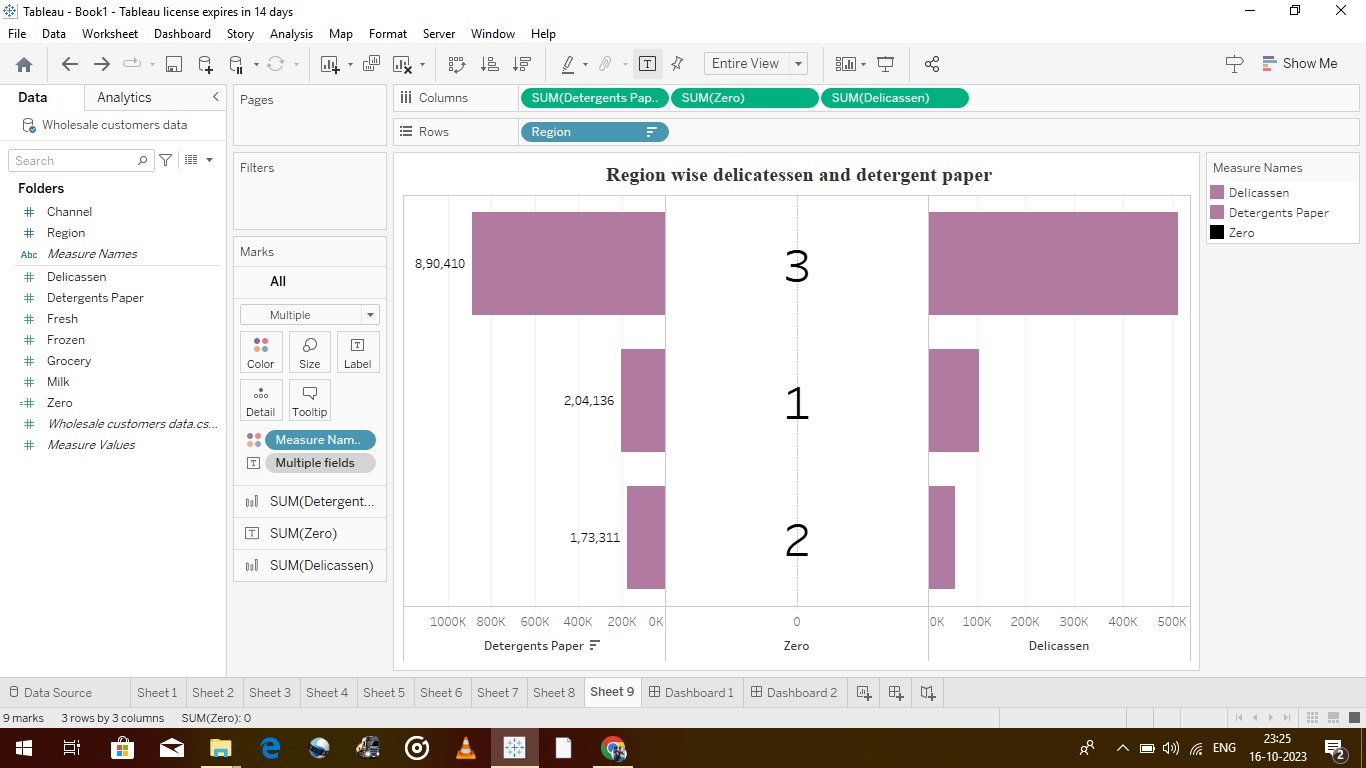 Tableau - Book1 - Tableau license expires in 14 days
File Data Worksheet Dashboard Story Analysis Map Format Server Window Help
Entire View
Show Me
Data Analytics
Wholesale customers data
Search
Folders
Channel
Region
Abc Measure Names
Delicassen
Detergents Paper
Fresh
Frozen
Grocery
Milk
Zero
Wholesale customers data.cs...
Measure Values
Pages
Filters
Marks
All
Multiple
Color Size Label
Detail Tooltip
Measure Nam..
Multiple fields
SUM(Detergent...
SUM(Zero)
SUM(Delicassen)
Columns SUM(Detergents Pap.. SUM(Zero) SUM(Delicassen)
Rows Region
Region wise delicatessen and detergent paper
8,90,410 3
2,04,136 1
1,73,311 2
1000K 800K 600K 400K 200K 0K 0 0K 100K 200K 300K 400K 500K
Detergents Paper Zero Delicassen
Measure Names
Delicassen
Detergents Paper
Zero
Data Source Sheet 1 Sheet 2 Sheet 3 Sheet 4 Sheet 5 Sheet 6 Sheet 7 Sheet 8 Sheet 9 Dashboard 1 Dashboard 2
9 marks 3 rows by 3 columns SUM(Zero): 0
ENG 23:25
16-10-2023 2